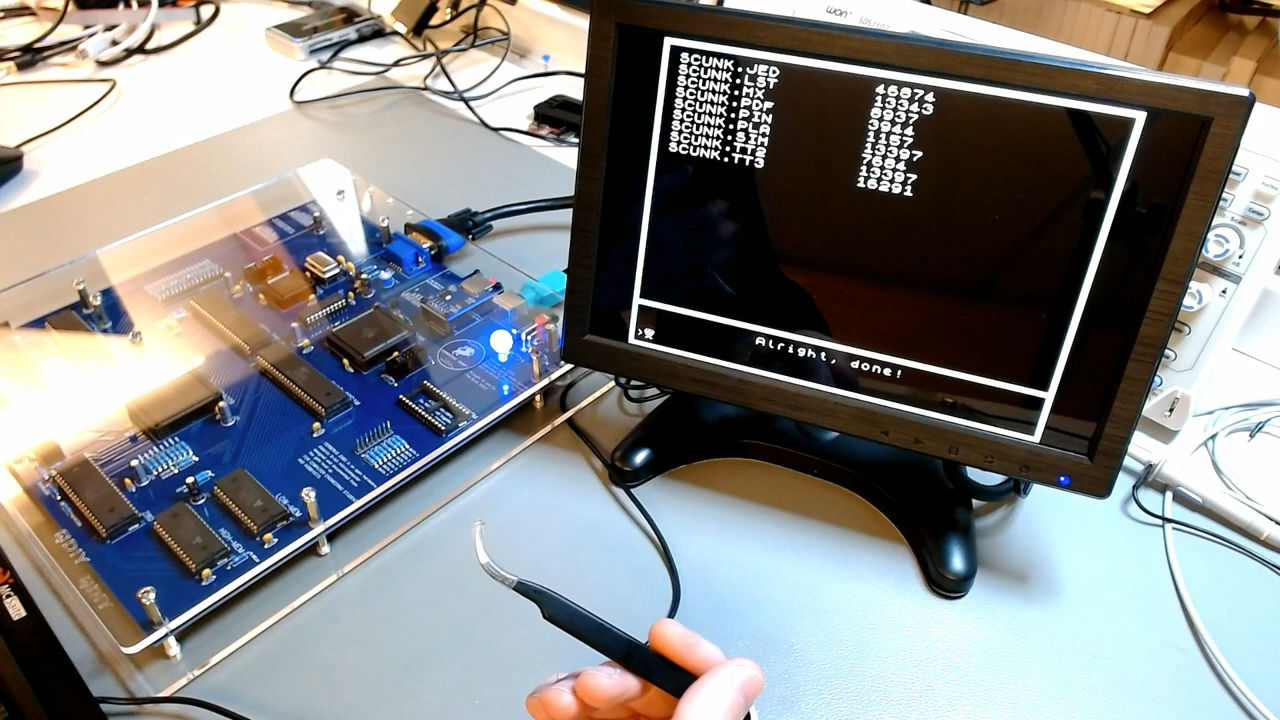 SCUNK.JED 46874
SCUNK.LST 13343
SCUNK.MX 8937
SCUNK.PDF 3944
SCUNK.PIN 1157
SCUNK.PLA 13397
SCUNK.SIM 7684
SCUNK.TT2 13397
SCUNK.TT3 16291
>
Alright, done!